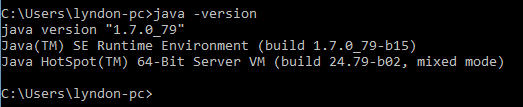 C:\Users\lyndon-pc>java -version
java version "1.7.0_79"
Java(TM) SE Runtime Environment (build 1.7.0_79-b15)
Java HotSpot(TM) 64-Bit Server VM (build 24.79-b02, mixed mode)
C:\Users\lyndon-pc>